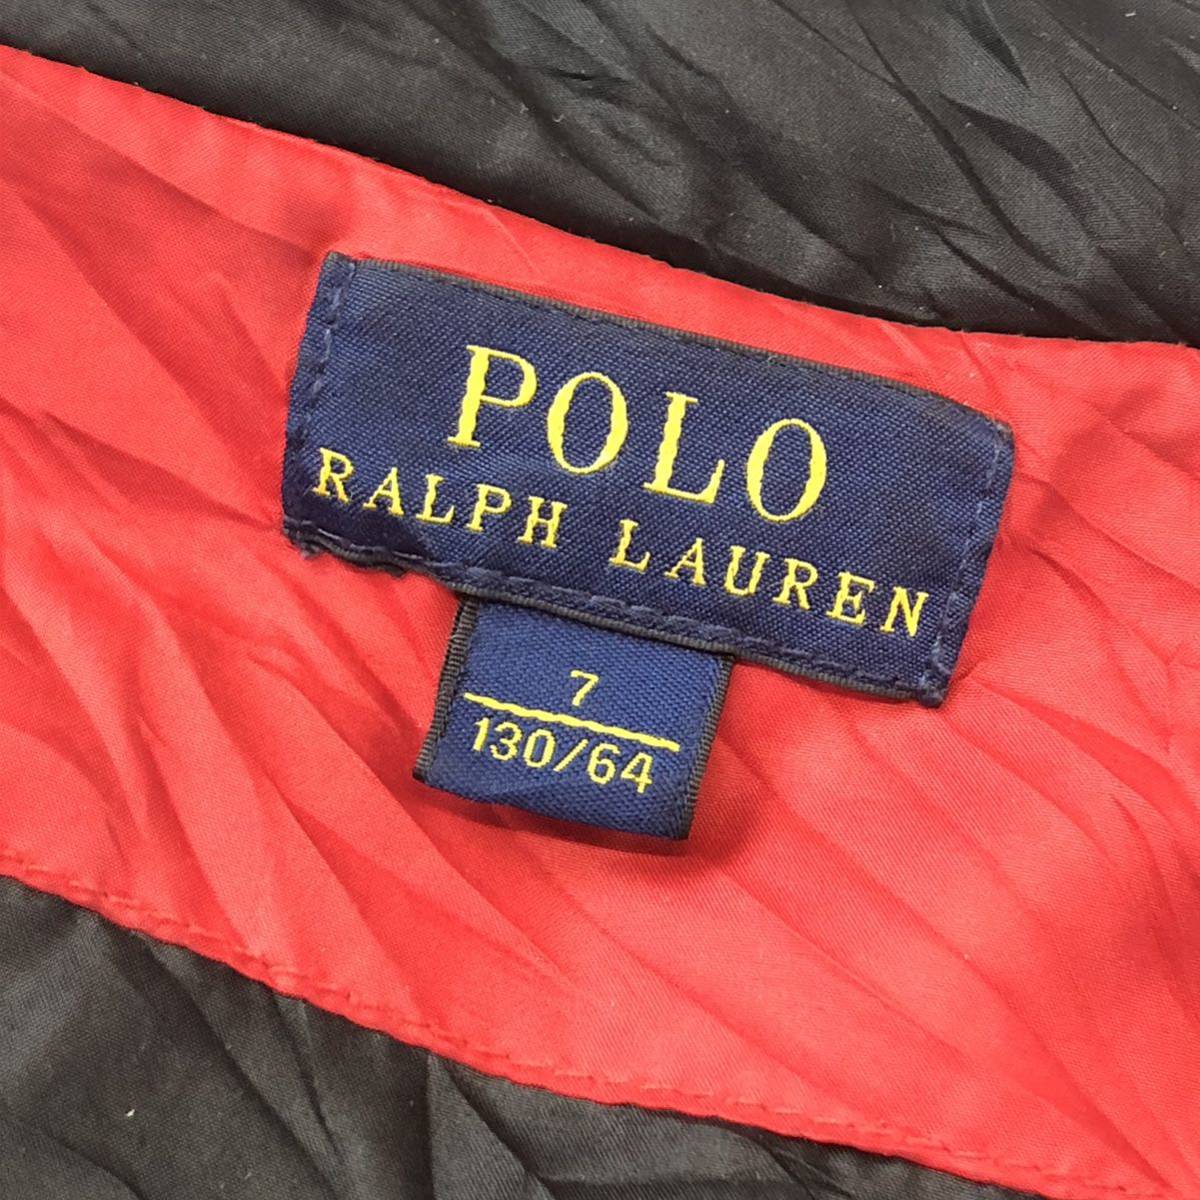 POLO
RALPH LAUREN
7
130/64